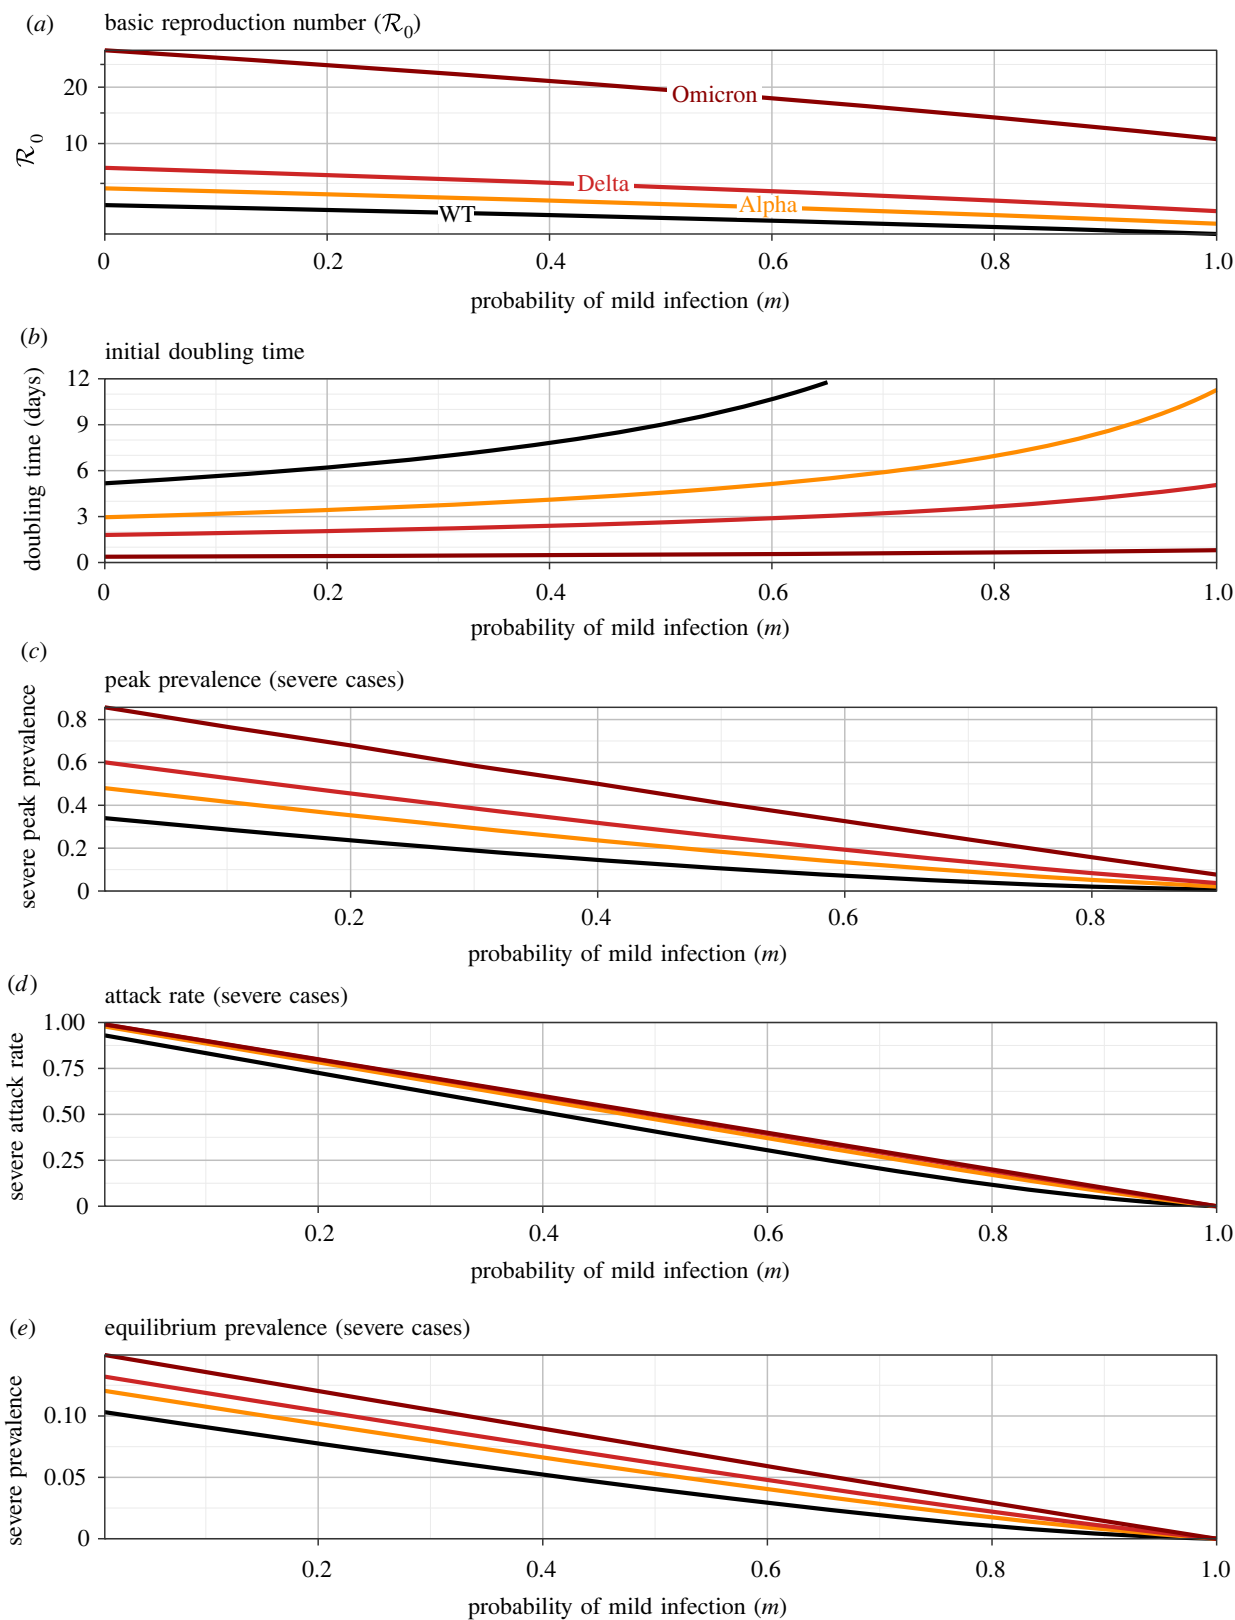 (a) basic reproduction number (ℛ0)
20
10
ℛ0
Omicron
Delta
Alpha
WT
0 0.2 0.4 0.6 0.8 1.0
probability of mild infection (m)
(b)
initial doubling time
doubling time (days)
12
9
6
3
0
0 0.2 0.4 0.6 0.8 1.0
probability of mild infection (m)
(c)
peak prevalence (severe cases)
severe peak prevalence
0.8
0.6
0.4
0.2
0
0.2 0.4 0.6 0.8
probability of mild infection (m)
(d)
attack rate (severe cases)
severe attack rate
1.00
0.75
0.50
0.25
0
0.2 0.4 0.6 0.8 1.0
probability of mild infection (m)
(e) equilibrium prevalence (severe cases)
severe prevalence
0.10
0.05
0
0.2 0.4 0.6 0.8 1.0
probability of mild infection (m)